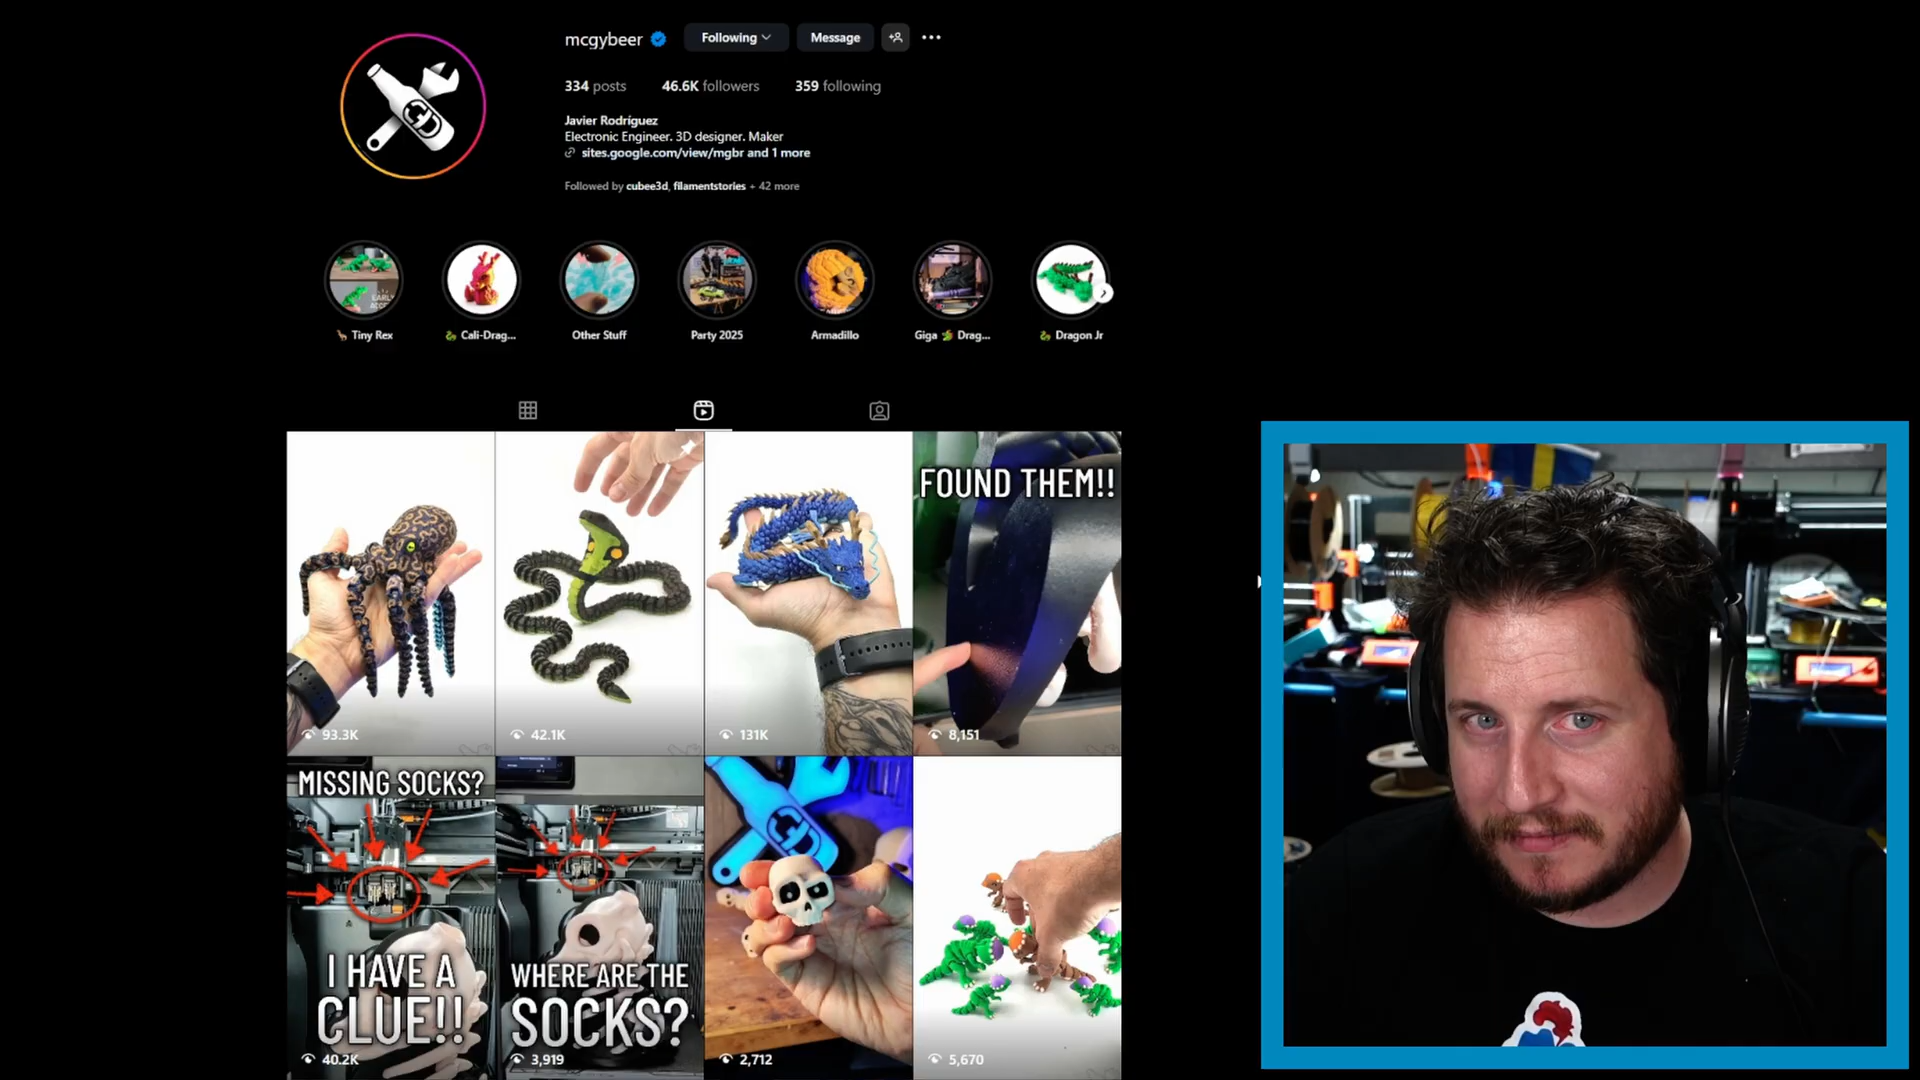 mcgybeer
Following
Message
334 posts
46.6K followers
359 following
Javier Rodríguez
Electronic Engineer. 3D designer. Maker
sites.google.com/view/mgbr and 1 more
Followed by cubee3d, filamentstories + 42 more
EARLY
Tiny Rex
Cali-Drag...
Other Stuff
Party 2025
Armadillo
Giga Drag...
Dragon Jr
FOUND THEM!!
93.3K
42.1K
131K
8,151
MISSING SOCKS?
I HAVE A
CLUE!!
WHERE ARE THE
SOCKS?
40.2K
3,919
2,712
5,670